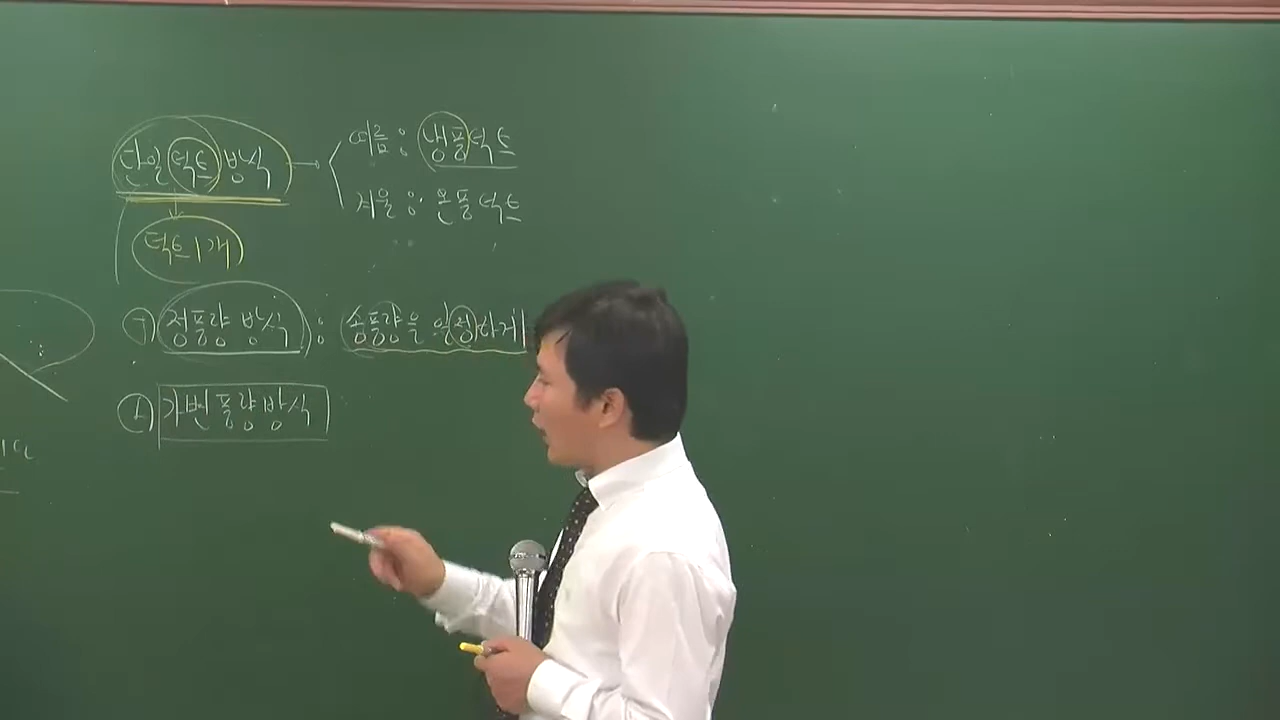 단일덕트방식 → 여름 : 냉풍덕트
겨울 : 온풍덕트
덕트 1개
㉠ 정풍량 방식 : 송풍량을 일정하게
㉡ 가변풍량방식